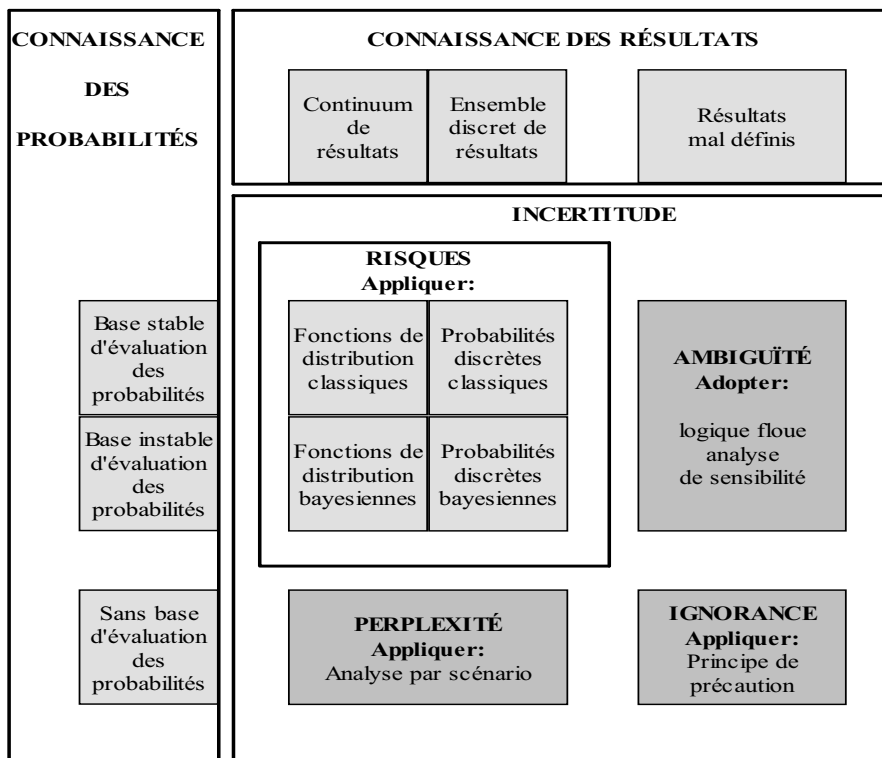 CONNAISSANCE
DES
PROBABILITÉS
CONNAISSANCE DES RÉSULTATS
Continuum
de
résultats
Ensemble
discret de
résultats
Résultats
mal définis
INCERTITUDE
RISQUES
Appliquer:
Base stable
d'évaluation
des
probabilités
Fonctions de
distribution
classiques
Probabilités
discrètes
classiques
AMBIGUÏTÉ
Adopter:
logique floue
analyse
de sensibilité
Base instable
d'évaluation
des
probabilités
Fonctions de
distribution
bayesiennes
Probabilités
discrètes
bayesiennes
Sans base
d'évaluation
des
probabilités
PERPLEXITÉ
Appliquer:
Analyse par scénario
IGNORANCE
Appliquer:
Principe de
précaution